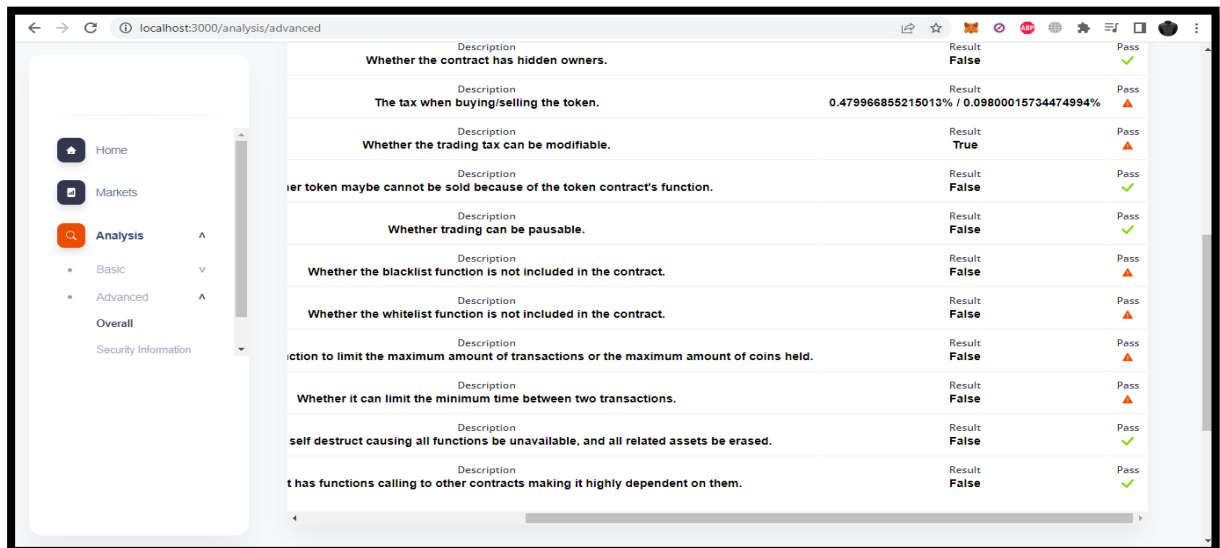 localhost:3000/analysis/advanced
ABP
Home
Markets
Analysis
Basic
Advanced
Overall
Security Information
Description Result Pass
Whether the contract has hidden owners. False
Description Result Pass
The tax when buying/selling the token. 0.479966855215013% / 0.09800015734474994%
Description Result Pass
Whether the trading tax can be modifiable. True
Description Result Pass
er token maybe cannot be sold because of the token contract's function. False
Description Result Pass
Whether trading can be pausable. False
Description Result Pass
Whether the blacklist function is not included in the contract. False
Description Result Pass
Whether the whitelist function is not included in the contract. False
Description Result Pass
ction to limit the maximum amount of transactions or the maximum amount of coins held. False
Description Result Pass
Whether it can limit the minimum time between two transactions. False
Description Result Pass
self destruct causing all functions be unavailable, and all related assets be erased. False
Description Result Pass
t has functions calling to other contracts making it highly dependent on them. False